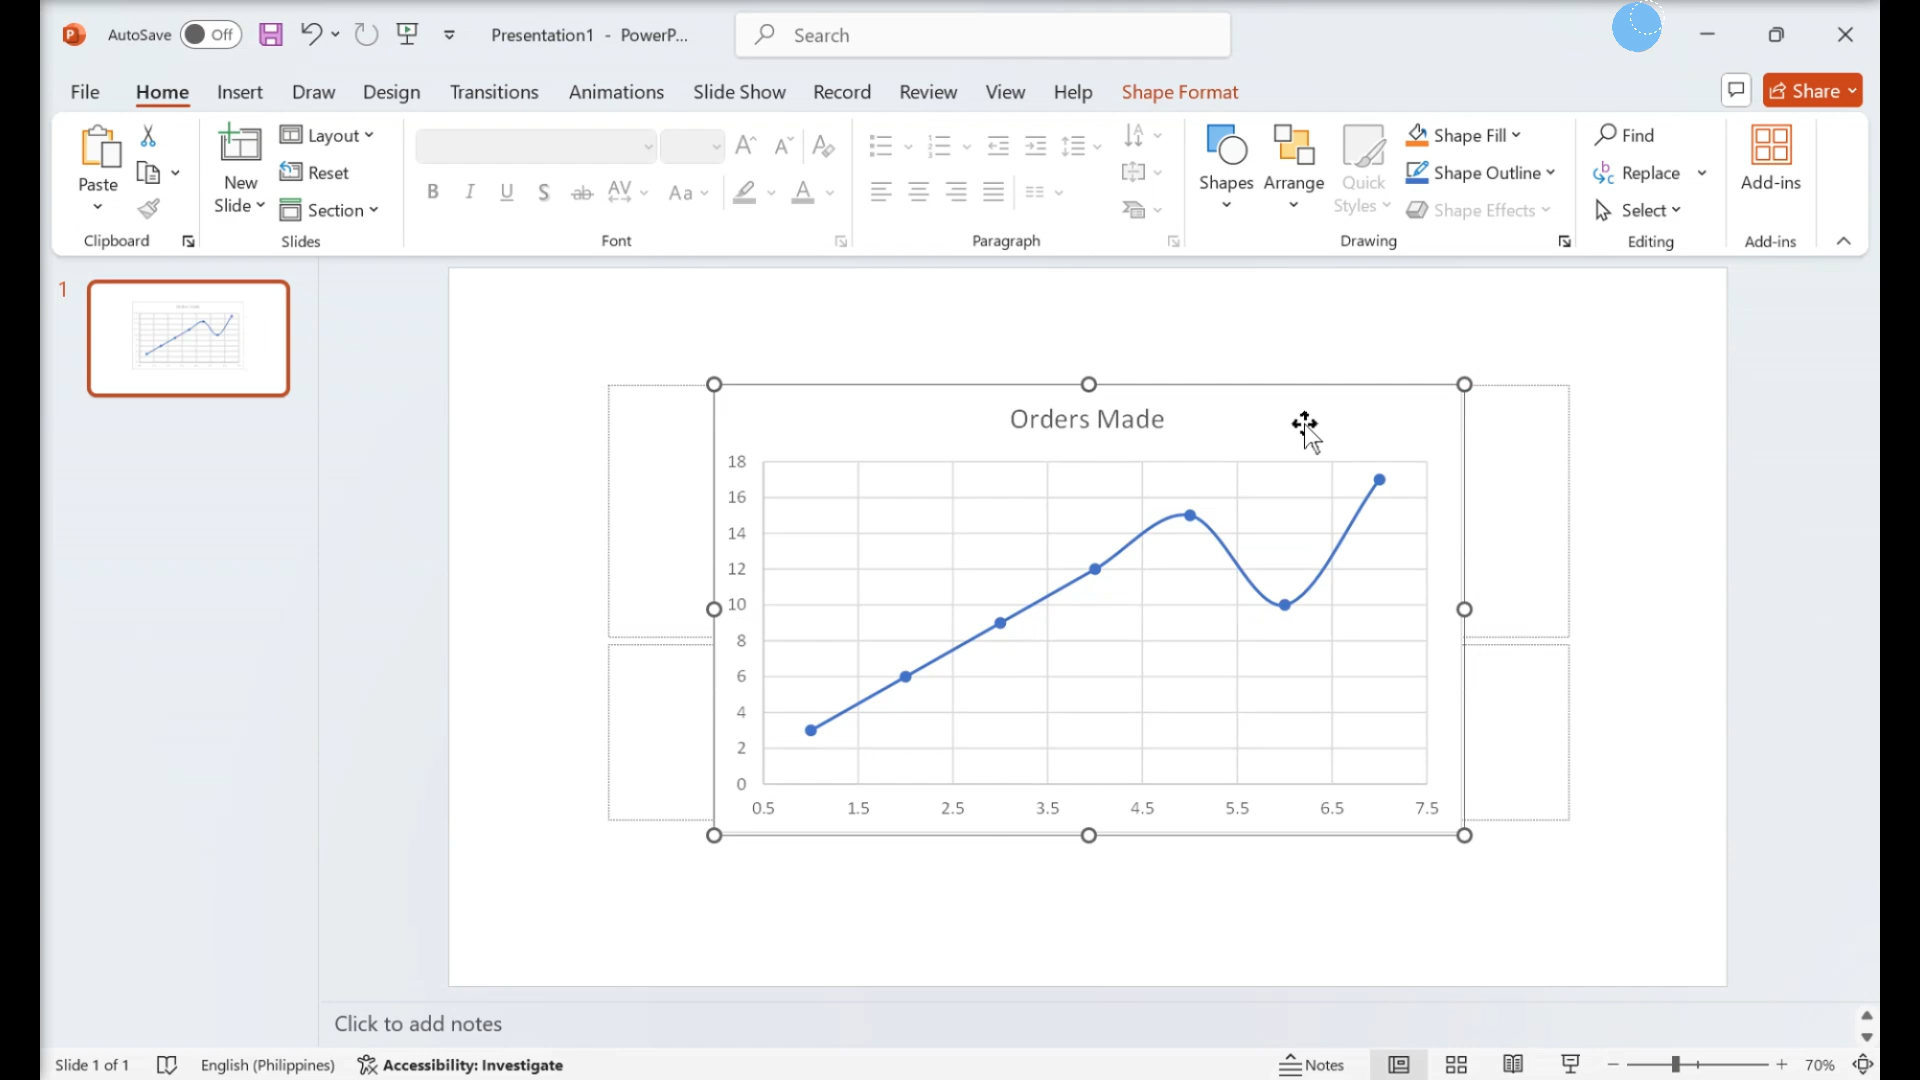 AutoSave Off Presentation1 - PowerP... Search
File Home Insert Draw Design Transitions Animations Slide Show Record Review View Help Shape Format Share
Paste
Clipboard
New Slide
Layout
Reset
Section
Slides
Font
Paragraph
Shapes
Arrange
Quick Styles
Shape Fill
Shape Outline
Shape Effects
Drawing
Find
Replace
Select
Editing
Add-ins
Add-ins
1
Orders Made
18
16
14
12
10
8
6
4
2
0
0.5 1.5 2.5 3.5 4.5 5.5 6.5 7.5
Click to add notes
Slide 1 of 1 English (Philippines) Accessibility: Investigate Notes 70%